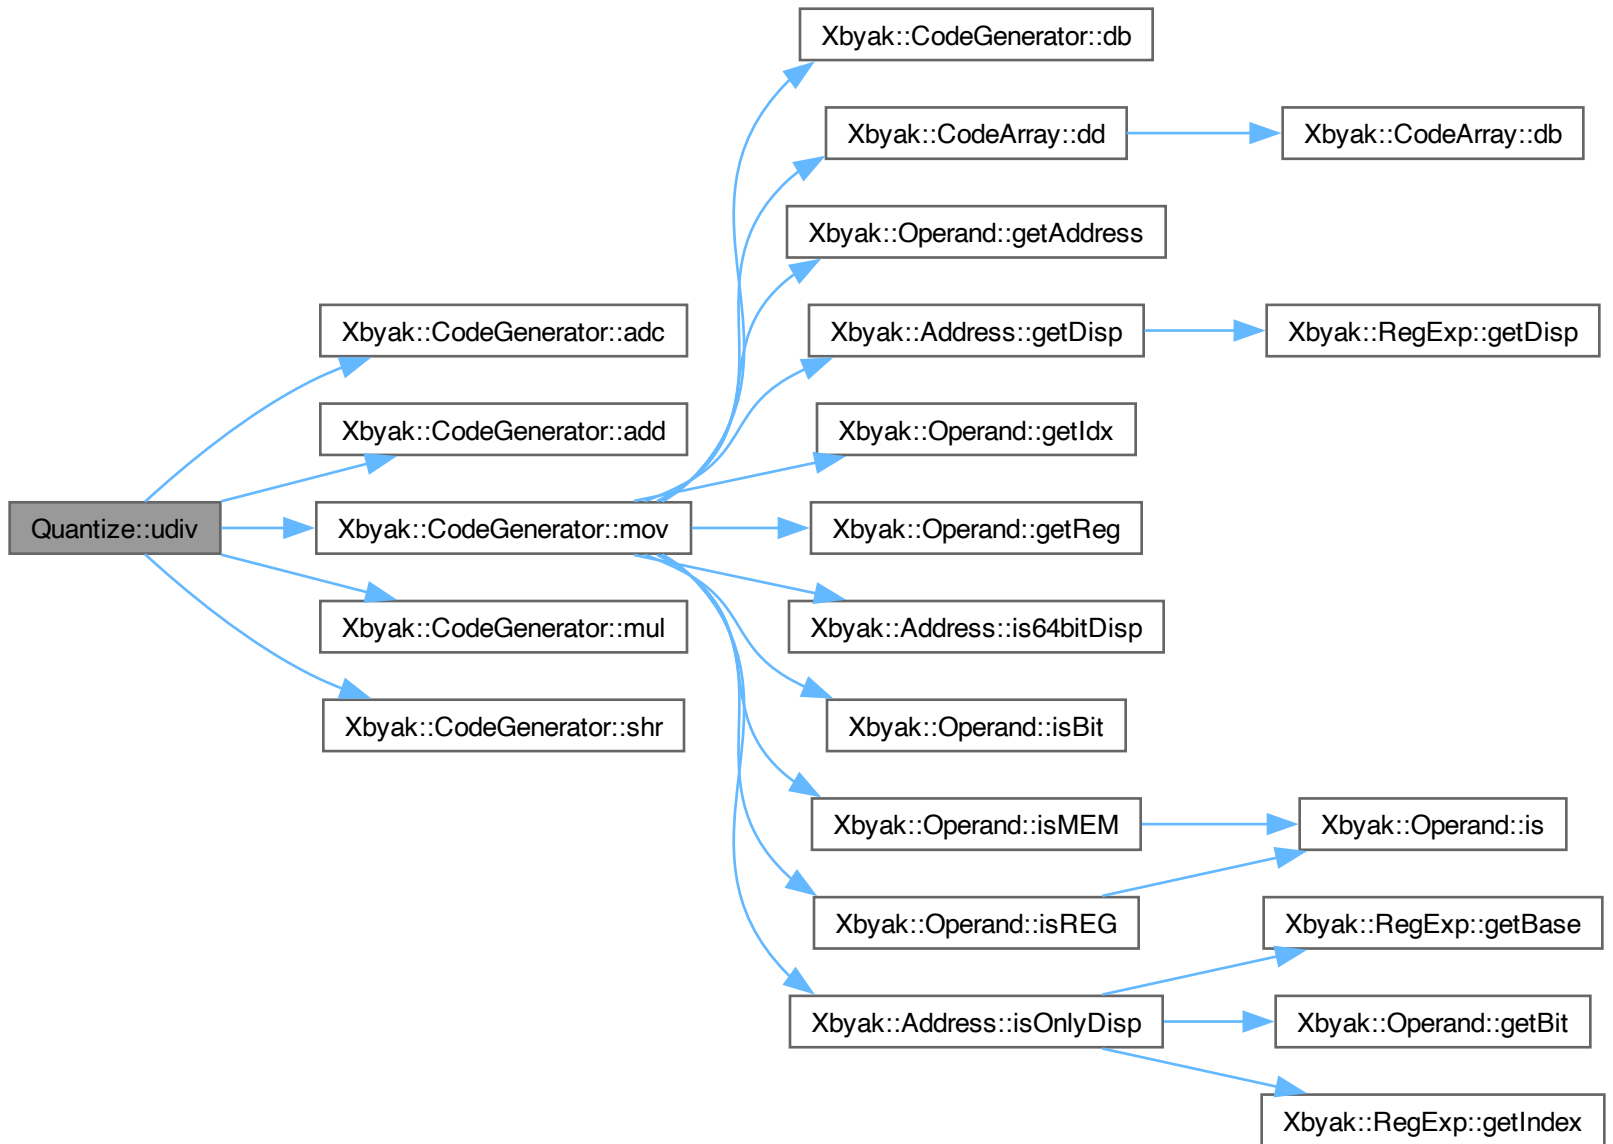 Xbyak::CodeGenerator::db
Xbyak::CodeArray::dd
Xbyak::CodeArray::db
Xbyak::Operand::getAddress
Xbyak::CodeGenerator::adc
Xbyak::Address::getDisp
Xbyak::RegExp::getDisp
Xbyak::CodeGenerator::add
Xbyak::Operand::getIdx
Quantize::udiv
Xbyak::CodeGenerator::mov
Xbyak::Operand::getReg
Xbyak::CodeGenerator::mul
Xbyak::Address::is64bitDisp
Xbyak::CodeGenerator::shr
Xbyak::Operand::isBit
Xbyak::Operand::isMEM
Xbyak::Operand::is
Xbyak::Operand::isREG
Xbyak::RegExp::getBase
Xbyak::Address::isOnlyDisp
Xbyak::Operand::getBit
Xbyak::RegExp::getIndex